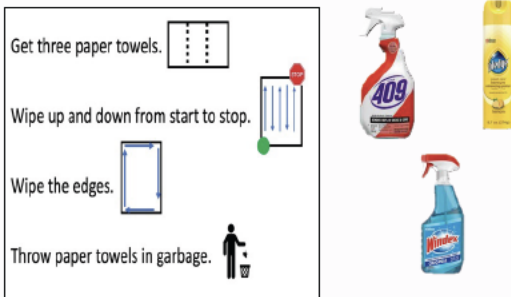 Get three paper towels.
STOP
Wipe up and down from start to stop.
Wipe the edges.
Throw paper towels in garbage.
409
Windex